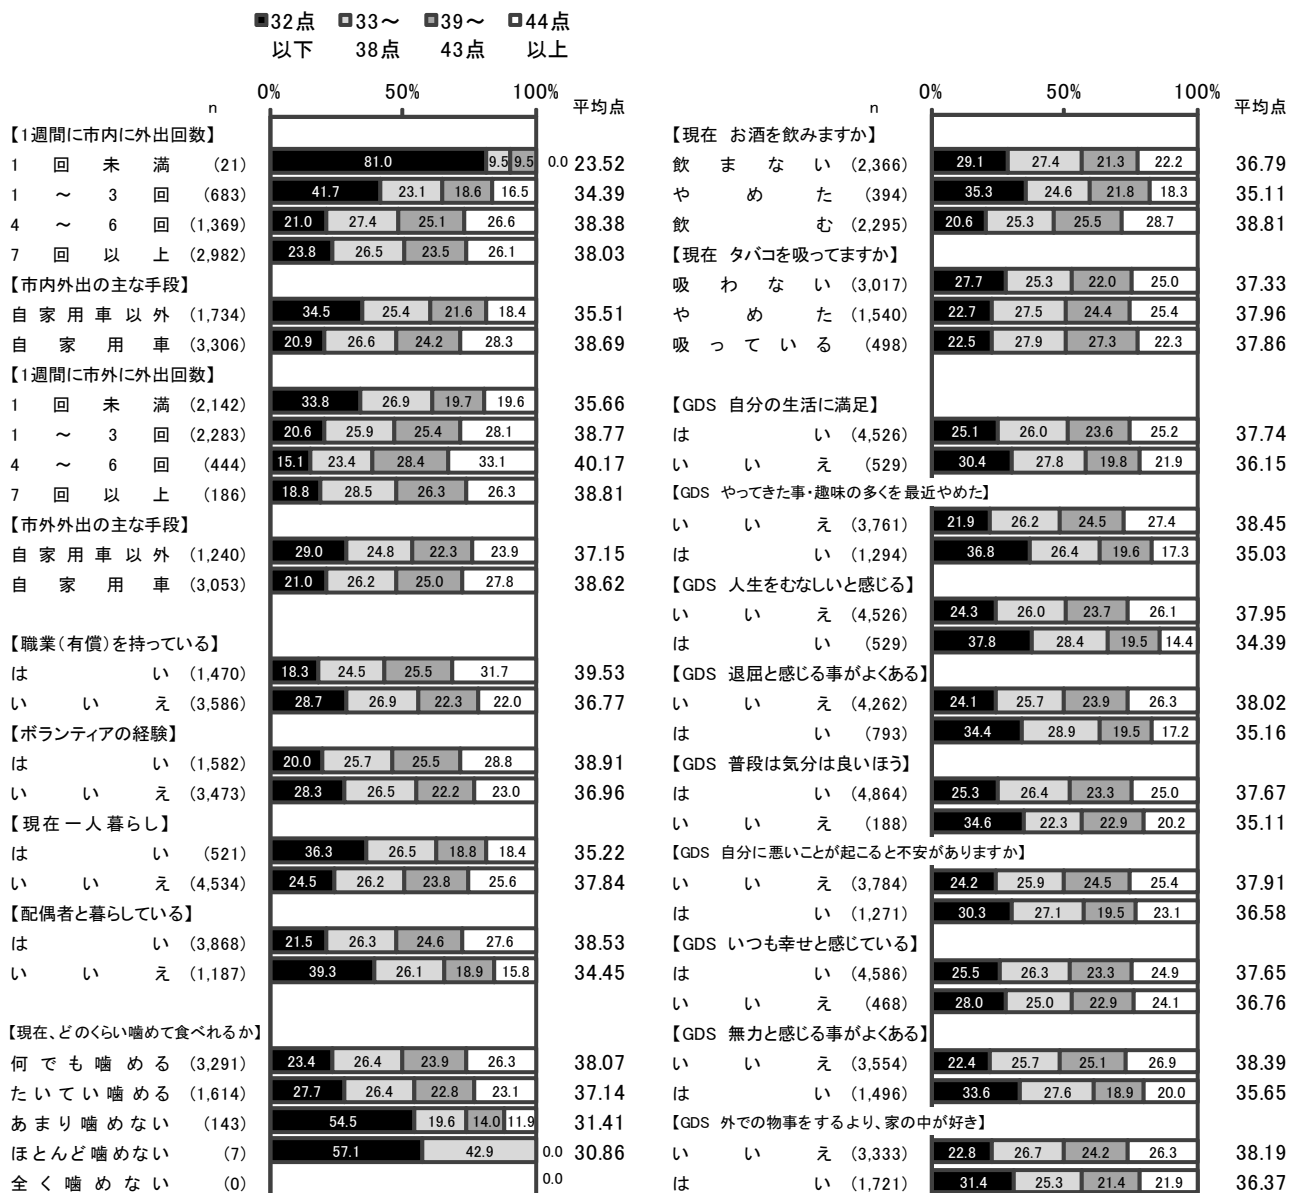 ■32点以下 □33～38点 ■39～43点 □44点以上
n 0% 50% 100% 平均点
【1週間に市内に外出回数】
1回未満 (21) 81.0 9.5 9.5 0.0 23.52
1～3回 (683) 41.7 23.1 18.6 16.5 34.39
4～6回 (1,369) 21.0 27.4 25.1 26.6 38.38
7回以上 (2,982) 23.8 26.5 23.5 26.1 38.03
【市内外出の主な手段】
自家用車以外 (1,734) 34.5 25.4 21.6 18.4 35.51
自家用車 (3,306) 20.9 26.6 24.2 28.3 38.69
【1週間に市外に外出回数】
1回未満 (2,142) 33.8 26.9 19.7 19.6 35.66
1～3回 (2,283) 20.6 25.9 25.4 28.1 38.77
4～6回 (444) 15.1 23.4 28.4 33.1 40.17
7回以上 (186) 18.8 28.5 26.3 26.3 38.81
【市外外出の主な手段】
自家用車以外 (1,240) 29.0 24.8 22.3 23.9 37.15
自家用車 (3,053) 21.0 26.2 25.0 27.8 38.62
【職業(有償)を持っている】
はい (1,470) 18.3 24.5 25.5 31.7 39.53
いいえ (3,586) 28.7 26.9 22.3 22.0 36.77
【ボランティアの経験】
はい (1,582) 20.0 25.7 25.5 28.8 38.91
いいえ (3,473) 28.3 26.5 22.2 23.0 36.96
【現在一人暮らし】
はい (521) 36.3 26.5 18.8 18.4 35.22
いいえ (4,534) 24.5 26.2 23.8 25.6 37.84
【配偶者と暮らしている】
はい (3,868) 21.5 26.3 24.6 27.6 38.53
いいえ (1,187) 39.3 26.1 18.9 15.8 34.45
【現在、どのくらい噛めて食べれるか】
何でも噛める (3,291) 23.4 26.4 23.9 26.3 38.07
たいてい噛める (1,614) 27.7 26.4 22.8 23.1 37.14
あまり噛めない (143) 54.5 19.6 14.0 11.9 31.41
ほとんど噛めない (7) 57.1 42.9 0.0 30.86
全く噛めない (0) 0.0
n 0% 50% 100% 平均点
【現在 お酒を飲みますか】
飲まない (2,366) 29.1 27.4 21.3 22.2 36.79
やめた (394) 35.3 24.6 21.8 18.3 35.11
飲む (2,295) 20.6 25.3 25.5 28.7 38.81
【現在 タバコを吸ってますか】
吸わない (3,017) 27.7 25.3 22.0 25.0 37.33
やめた (1,540) 22.7 27.5 24.4 25.4 37.96
吸っている (498) 22.5 27.9 27.3 22.3 37.86
【GDS 自分の生活に満足】
はい (4,526) 25.1 26.0 23.6 25.2 37.74
いいえ (529) 30.4 27.8 19.8 21.9 36.15
【GDS やってきた事・趣味の多くを最近やめた】
いいえ (3,761) 21.9 26.2 24.5 27.4 38.45
はい (1,294) 36.8 26.4 19.6 17.3 35.03
【GDS 人生をむなしいと感じる】
いいえ (4,526) 24.3 26.0 23.7 26.1 37.95
はい (529) 37.8 28.4 19.5 14.4 34.39
【GDS 退屈と感じる事がよくある】
いいえ (4,262) 24.1 25.7 23.9 26.3 38.02
はい (793) 34.4 28.9 19.5 17.2 35.16
【GDS 普段は気分は良いほう】
はい (4,864) 25.3 26.4 23.3 25.0 37.67
いいえ (188) 34.6 22.3 22.9 20.2 35.11
【GDS 自分に悪いことが起こると不安がありますか】
いいえ (3,784) 24.2 25.9 24.5 25.4 37.91
はい (1,271) 30.3 27.1 19.5 23.1 36.58
【GDS いつも幸せと感じている】
はい (4,586) 25.5 26.3 23.3 24.9 37.65
いいえ (468) 28.0 25.0 22.9 24.1 36.76
【GDS 無力と感じる事がよくある】
いいえ (3,554) 22.4 25.7 25.1 26.9 38.39
はい (1,496) 33.6 27.6 18.9 20.0 35.65
【GDS 外での物事をするより、家の中が好き】
いいえ (3,333) 22.8 26.7 24.2 26.3 38.19
はい (1,721) 31.4 25.3 21.4 21.9 36.37